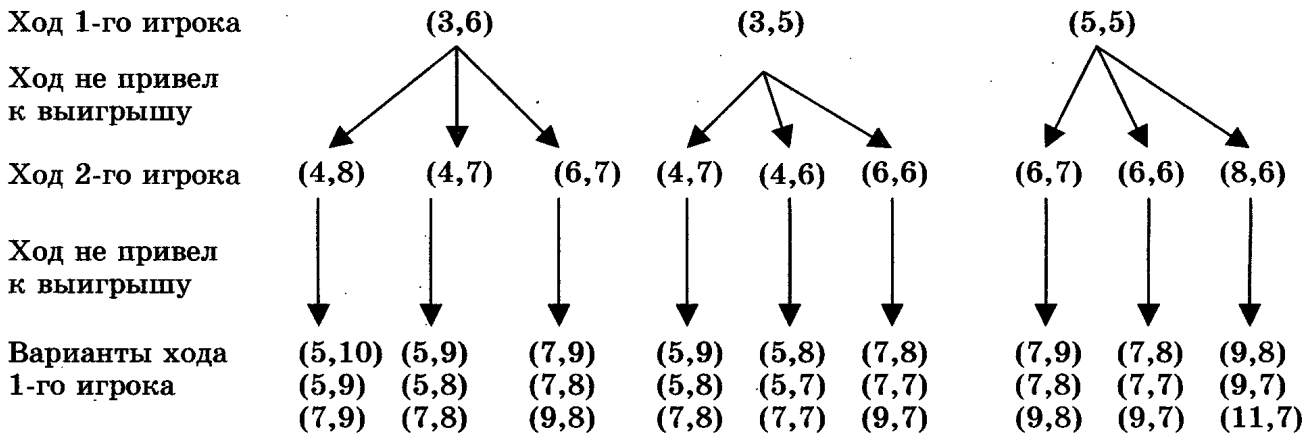 Ход 1-го игрока (3,6) (3,5) (5,5)
Ход не привел
к выигрышу
Ход 2-го игрока (4,8) (4,7) (6,7) (4,7) (4,6) (6,6) (6,7) (6,6) (8,6)
Ход не привел
к выигрышу
Варианты хода (5,10) (5,9) (7,9) (5,9) (5,8) (7,8) (7,9) (7,8) (9,8)
1-го игрока (5,9) (5,8) (7,8) (5,8) (5,7) (7,7) (7,8) (7,7) (9,7)
(7,9) (7,8) (9,8) (7,8) (7,7) (9,7) (9,8) (9,7) (11,7)